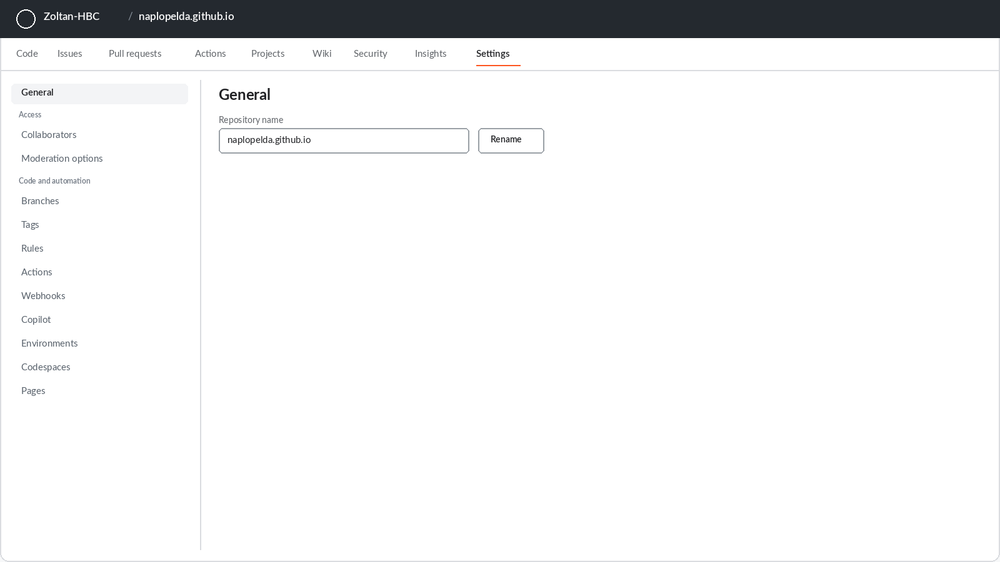 Zoltan-HBC / naplopelda.github.io
Code Issues Pull requests Actions Projects Wiki Security Insights Settings
General
Access
Collaborators
Moderation options
Code and automation
Branches
Tags
Rules
Actions
Webhooks
Copilot
Environments
Codespaces
Pages
General
Repository name
naplopelda.github.io Rename